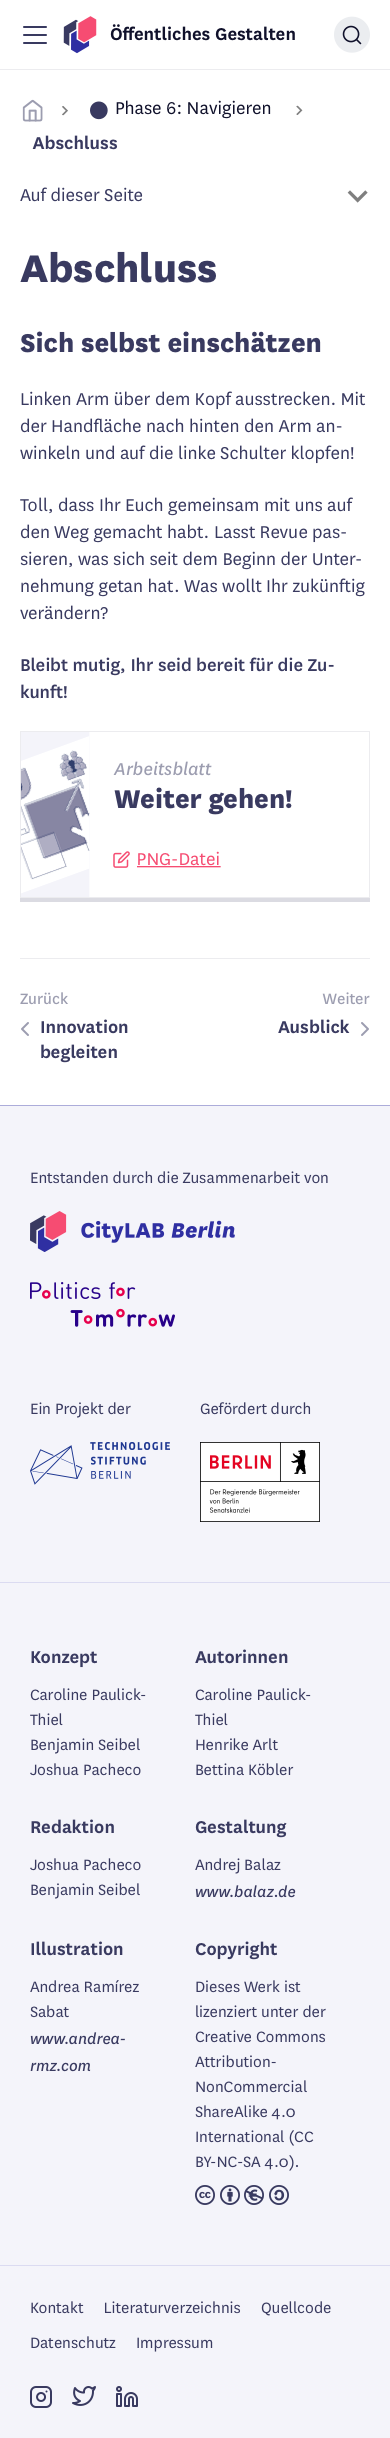 Öffentliches Gestalten
Phase 6: Navigieren
Abschluss
Auf dieser Seite
Abschluss
Sich selbst einschätzen
Linken Arm über dem Kopf ausstrecken. Mit
der Handfläche nach hinten den Arm an-
winkeln und auf die linke Schulter klopfen!
Toll, dass Ihr Euch gemeinsam mit uns auf
den Weg gemacht habt. Lasst Revue pas-
sieren, was sich seit dem Beginn der Unter-
nehmung getan hat. Was wollt Ihr zukünftig
verändern?
Bleibt mutig, Ihr seid bereit für die Zu-
kunft!
Arbeitsblatt
Weiter gehen!
PNG-Datei
Zurück
Innovation
begleiten
Weiter
Ausblick
Entstanden durch die Zusammenarbeit von
CityLAB Berlin
Politics for
Tomorrow
Ein Projekt der
TECHNOLOGIE
STIFTUNG
BERLIN
Gefördert durch
BERLIN
Der Regierende Bürgermeister
von Berlin
Senatskanzlei
Konzept
Caroline Paulick-
Thiel
Benjamin Seibel
Joshua Pacheco
Autorinnen
Caroline Paulick-
Thiel
Henrike Arlt
Bettina Köbler
Redaktion
Joshua Pacheco
Benjamin Seibel
Gestaltung
Andrej Balaz
www.balaz.de
Illustration
Andrea Ramírez
Sabat
www.andrea-
rmz.com
Copyright
Dieses Werk ist
lizenziert unter der
Creative Commons
Attribution-
NonCommercial
ShareAlike 4.0
International (CC
BY-NC-SA 4.0).
Kontakt Literaturverzeichnis Quellcode
Datenschutz Impressum